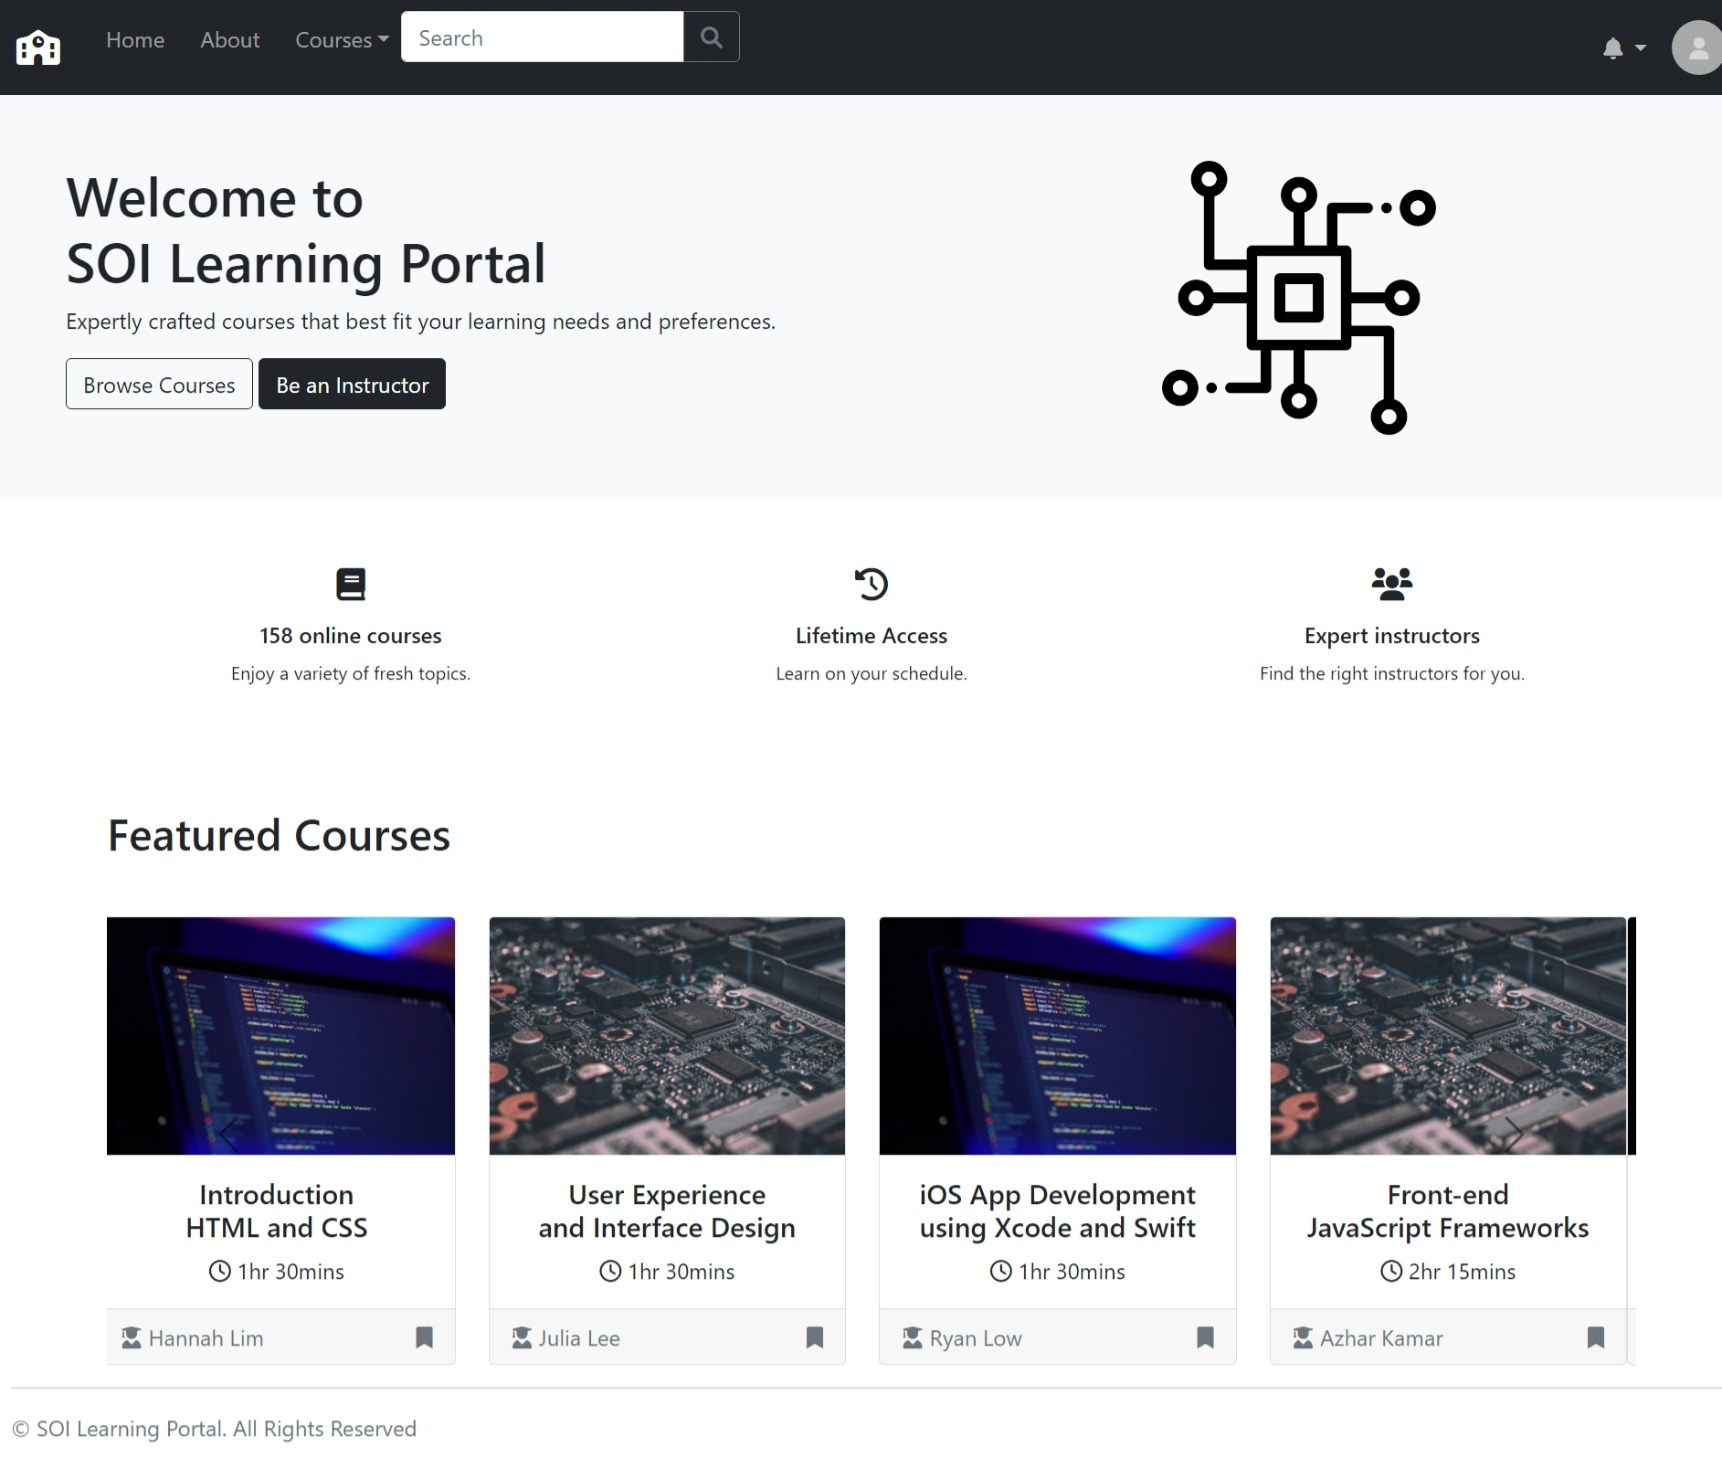 Home About Courses Search
Welcome to
SOI Learning Portal
Expertly crafted courses that best fit your learning needs and preferences.
Browse Courses Be an Instructor
158 online courses
Enjoy a variety of fresh topics.
Lifetime Access
Learn on your schedule.
Expert instructors
Find the right instructors for you.
Featured Courses
Introduction
HTML and CSS
1hr 30mins
Hannah Lim
User Experience
and Interface Design
1hr 30mins
Julia Lee
iOS App Development
using Xcode and Swift
1hr 30mins
Ryan Low
Front-end
JavaScript Frameworks
2hr 15mins
Azhar Kamar
© SOI Learning Portal. All Rights Reserved